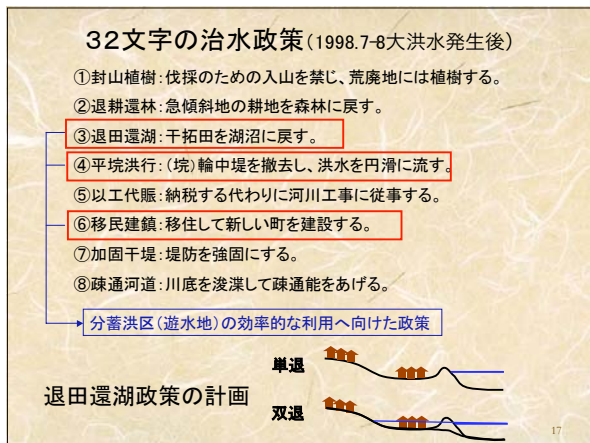 32文字の治水政策(1998.7-8大洪水発生後)
①封山植樹:伐採のための入山を禁じ、荒廃地には植樹する。
②退耕還林:急傾斜地の耕地を森林に戻す。
③退田還湖:干拓田を湖沼に戻す。
④平垸洪行:(垸)輪中堤を撤去し、洪水を円滑に流す。
⑤以工代賑:納税する代わりに河川工事に従事する。
⑥移民建鎮:移住して新しい町を建設する。
⑦加固干堤:堤防を強固にする。
⑧疎通河道:川底を浚渫して疎通能をあげる。
分蓄洪区(遊水地)の効率的な利用へ向けた政策
単退
退田還湖政策の計画
双退
17